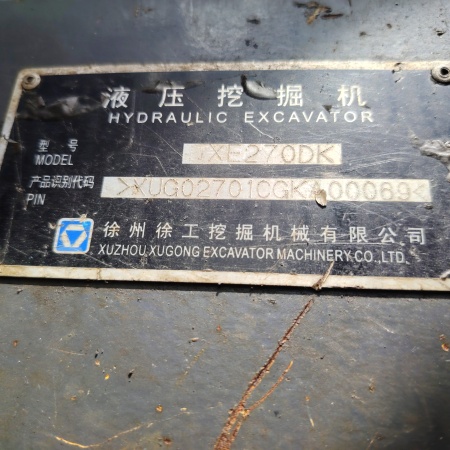 液压挖掘机
HYDRAULIC EXCAVATOR
型号 XE270DK
MODEL
产品识别代码
PIN
徐州徐工挖掘机械有限公司
XUZHOU XUGONG EXCAVATOR MACHINERY CO.,LTD.